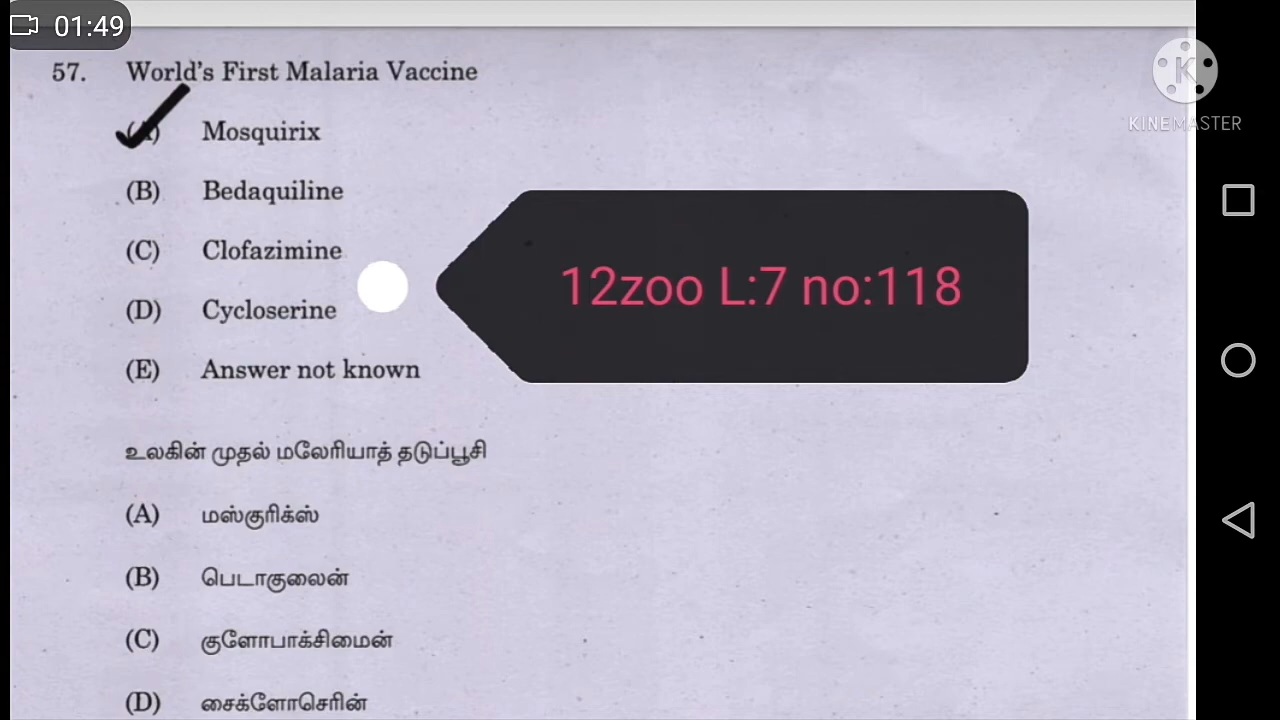 01:49
57. World's First Malaria Vaccine
(A) Mosquirix
(B) Bedaquiline
(C) Clofazimine
(D) Cycloserine
(E) Answer not known
12zoo L:7 no:118
KINEMASTER
உலகின் முதல் மலேரியாத் தடுப்பூசி
(A) மஸ்குரிக்ஸ்
(B) பெடாகுலைன்
(C) குளோபாக்சிமைன்
(D) சைக்ளோசெரின்